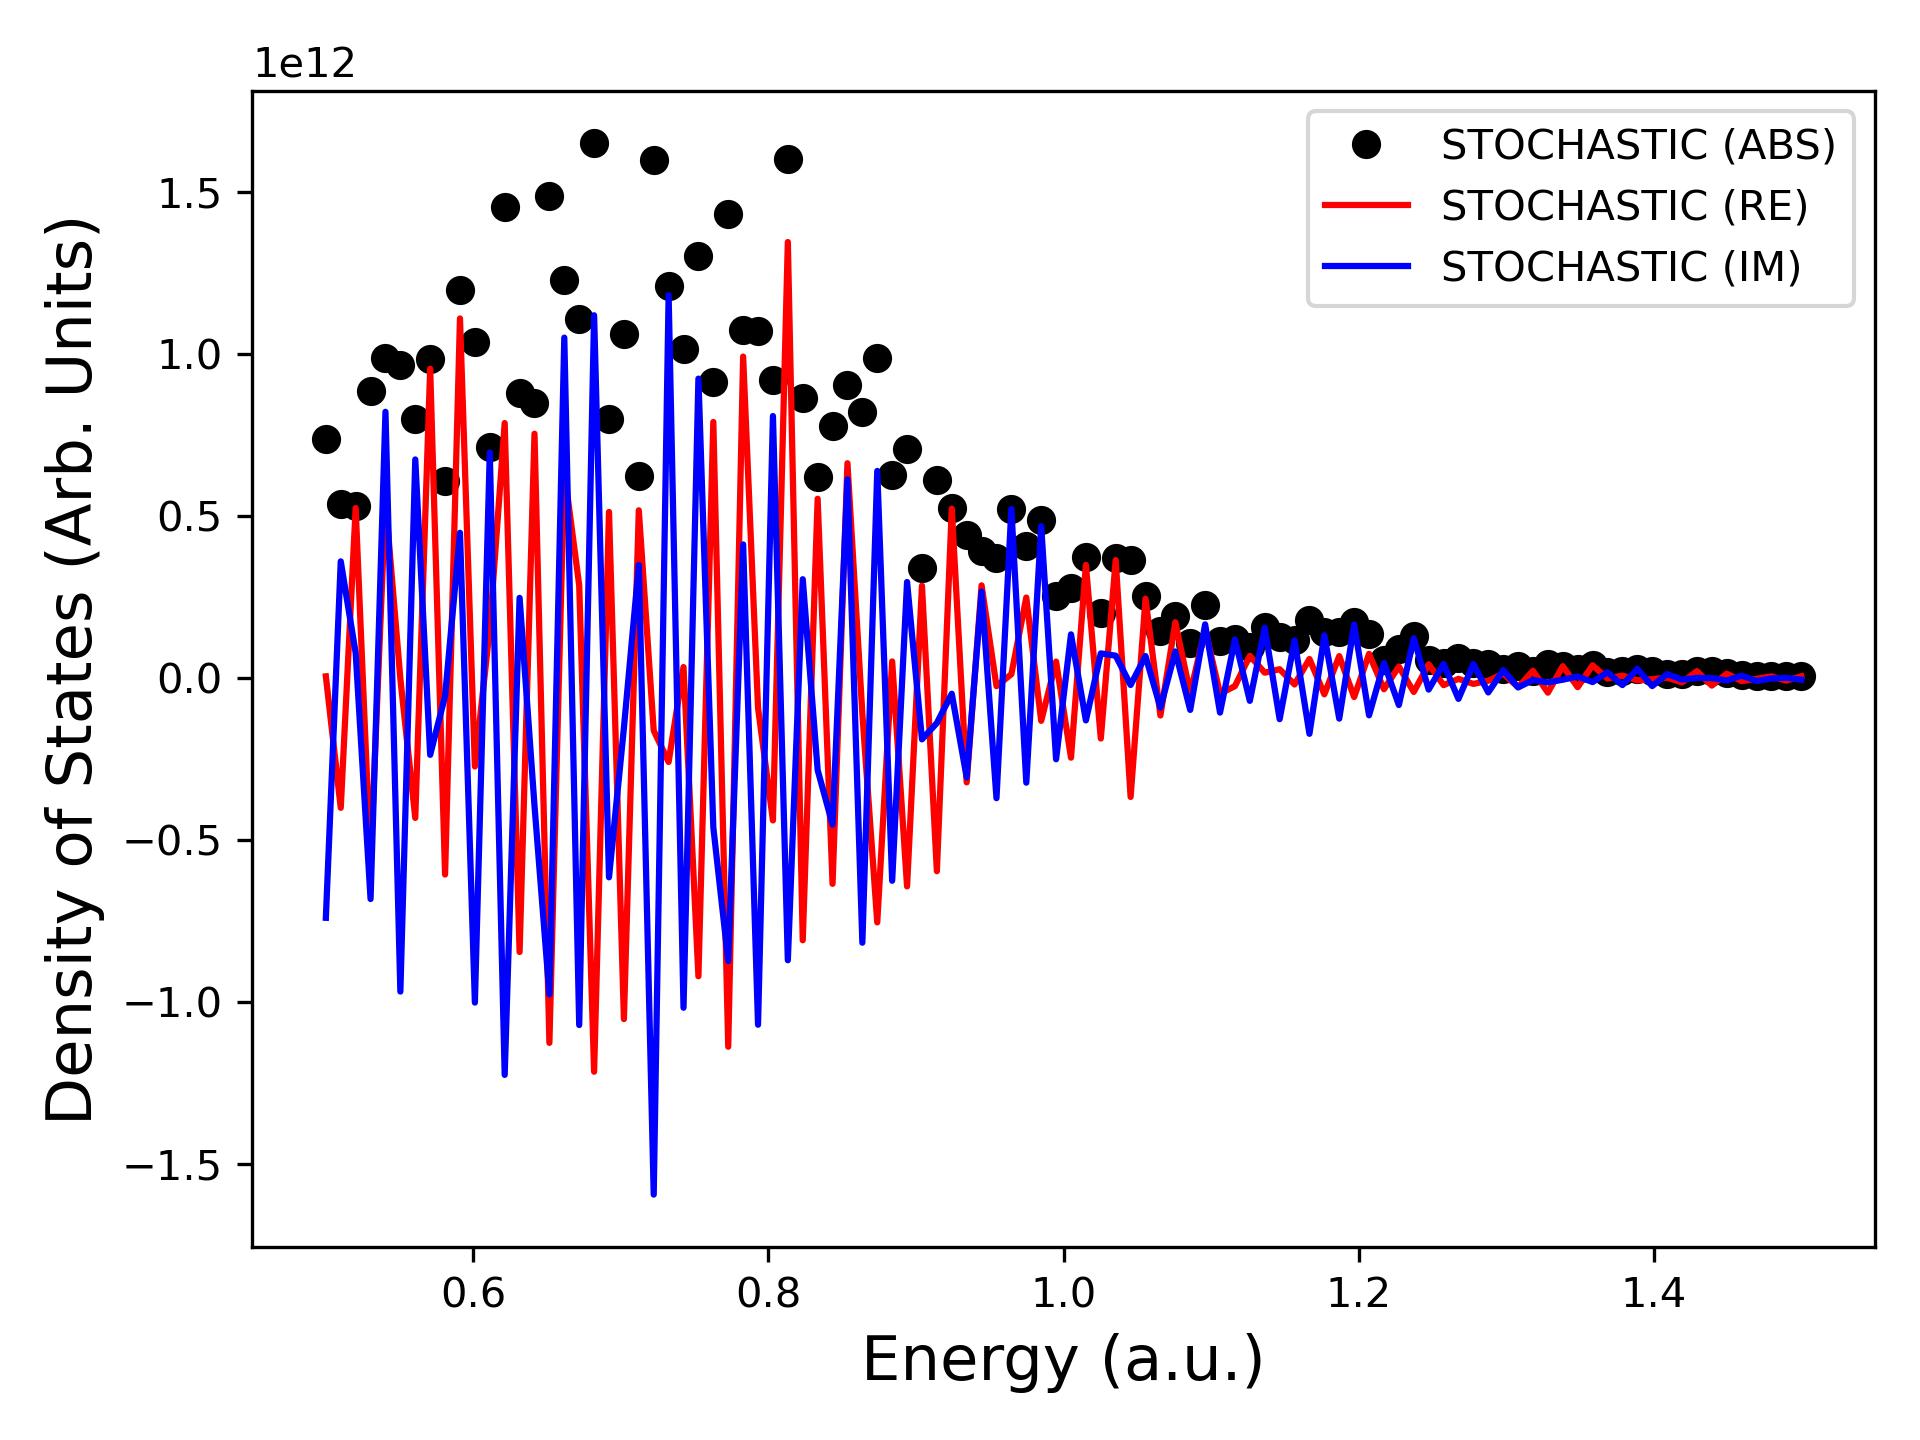 1e12
STOCHASTIC (ABS)
STOCHASTIC (RE)
STOCHASTIC (IM)
Density of States (Arb. Units)
1.5
1.0
0.5
0.0
−0.5
−1.0
−1.5
0.6 0.8 1.0 1.2 1.4
Energy (a.u.)